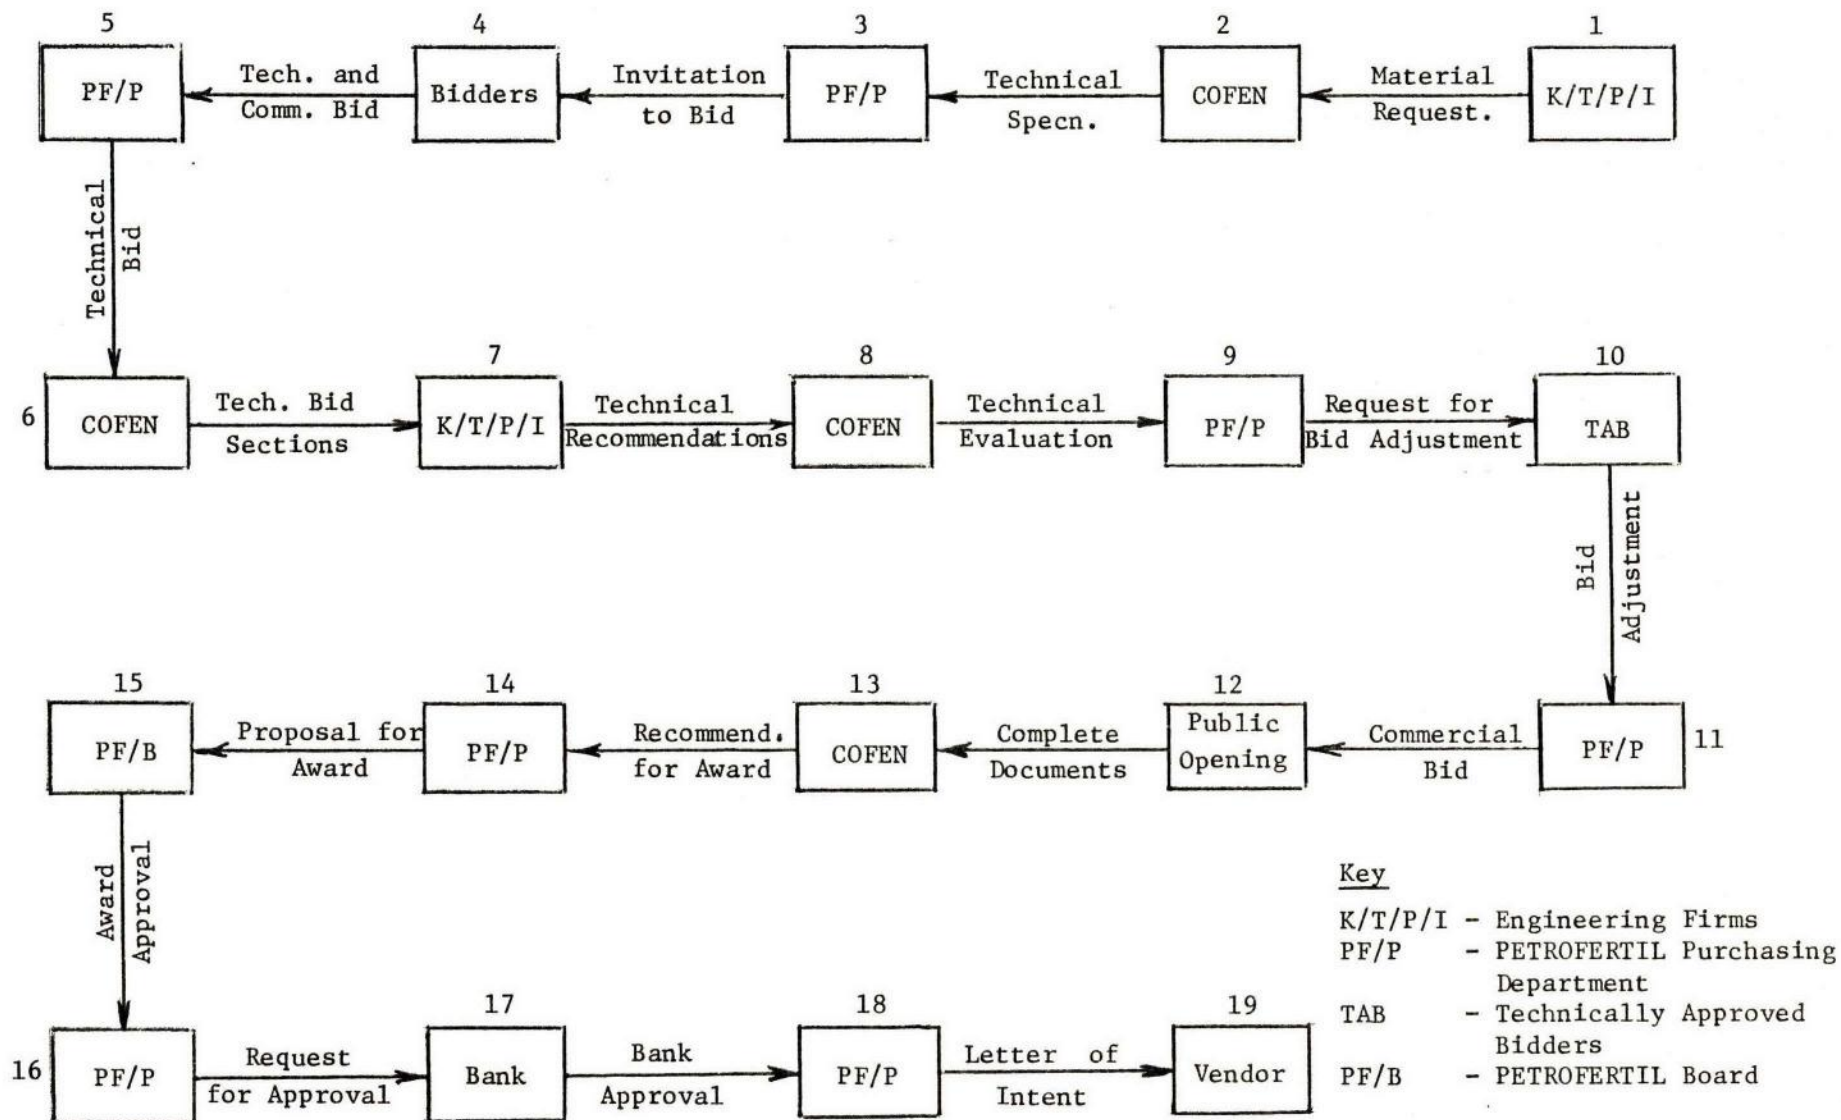 5
4
3
2
1
PF/P
Tech. and
Comm. Bid
Bidders
Invitation
to Bid
PF/P
Technical
Specn.
COFEN
Material
Request.
K/T/P/I
Technical
Bid
6
COFEN
Tech. Bid
Sections
7
K/T/P/I
Technical
Recommendations
8
COFEN
Technical
Evaluation
9
PF/P
Request for
Bid Adjustment
10
TAB
Bid
Adjustment
15
14
13
12
PF/B
Proposal for
Award
PF/P
Recommend.
for Award
COFEN
Complete
Documents
Public
Opening
Commercial
Bid
PF/P
11
Award
Approval
16
PF/P
Request
for Approval
17
Bank
Bank
Approval
18
PF/P
Letter of
Intent
19
Vendor
Key
K/T/P/I - Engineering Firms
PF/P - PETROFERTIL Purchasing
Department
TAB - Technically Approved
Bidders
PF/B - PETROFERTIL Board